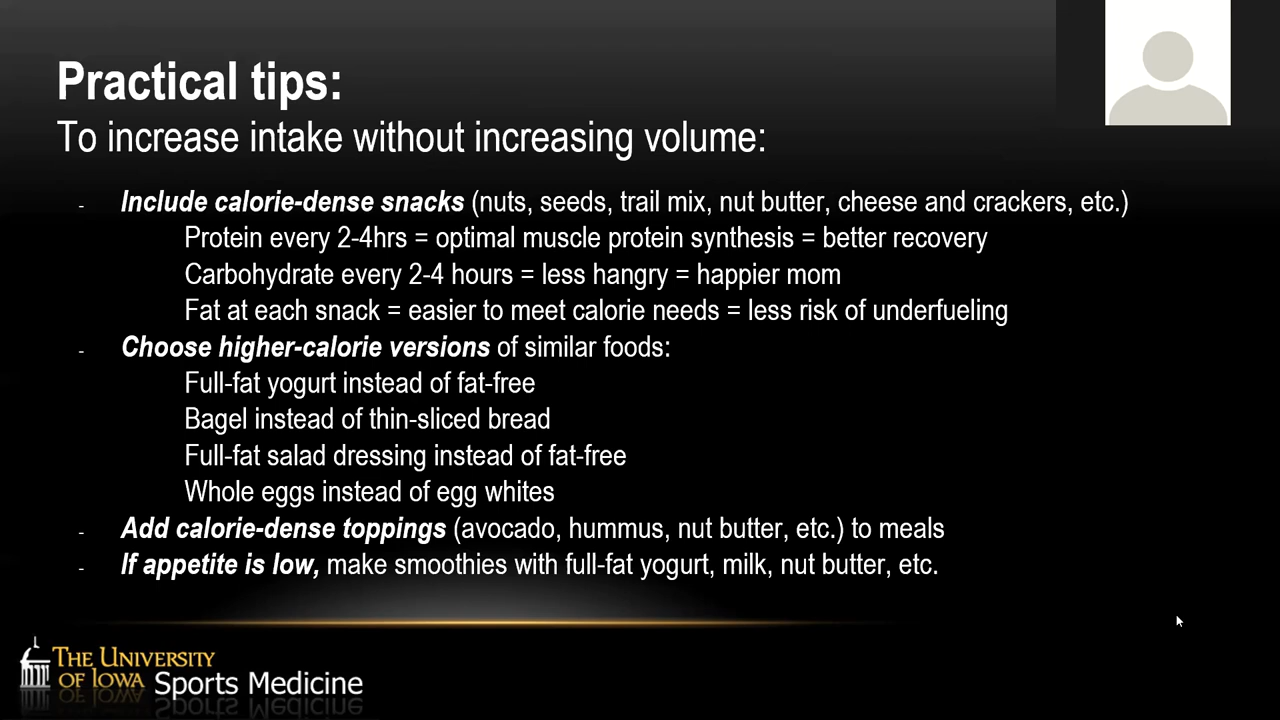 Practical tips:
To increase intake without increasing volume:
- Include calorie-dense snacks (nuts, seeds, trail mix, nut butter, cheese and crackers, etc.)
Protein every 2-4hrs = optimal muscle protein synthesis = better recovery
Carbohydrate every 2-4 hours = less hangry = happier mom
Fat at each snack = easier to meet calorie needs = less risk of underfueling
- Choose higher-calorie versions of similar foods:
Full-fat yogurt instead of fat-free
Bagel instead of thin-sliced bread
Full-fat salad dressing instead of fat-free
Whole eggs instead of egg whites
- Add calorie-dense toppings (avocado, hummus, nut butter, etc.) to meals
- If appetite is low, make smoothies with full-fat yogurt, milk, nut butter, etc.
THE UNIVERSITY
OF IOWA Sports Medicine